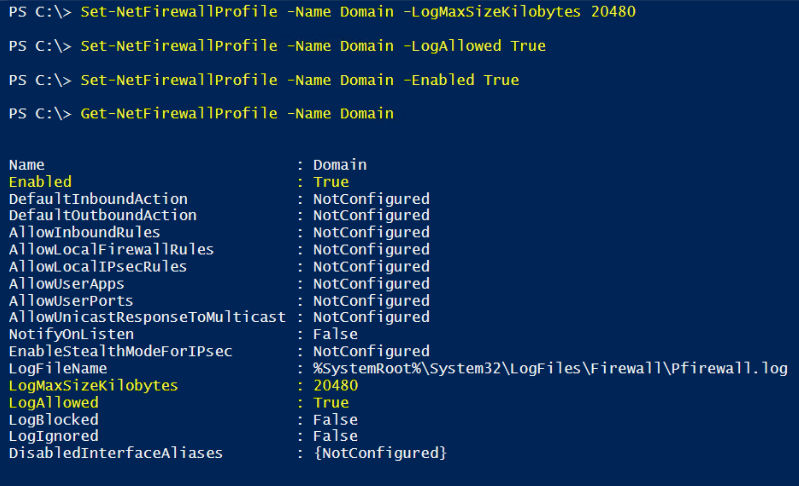 PS C:\> Set-NetFirewallProfile -Name Domain -LogMaxSizeKilobytes 20480
PS C:\> Set-NetFirewallProfile -Name Domain -LogAllowed True
PS C:\> Set-NetFirewallProfile -Name Domain -Enabled True
PS C:\> Get-NetFirewallProfile -Name Domain
Name : Domain
Enabled : True
DefaultInboundAction : NotConfigured
DefaultOutboundAction : NotConfigured
AllowInboundRules : NotConfigured
AllowLocalFirewallRules : NotConfigured
AllowLocalIPsecRules : NotConfigured
AllowUserApps : NotConfigured
AllowUserPorts : NotConfigured
AllowUnicastResponseToMulticast : NotConfigured
NotifyOnListen : False
EnableStealthModeForIPsec : NotConfigured
LogFileName : %SystemRoot%\System32\LogFiles\Firewall\Pfirewall.log
LogMaxSizeKilobytes : 20480
LogAllowed : True
LogBlocked : False
LogIgnored : False
DisabledInterfaceAliases : {NotConfigured}